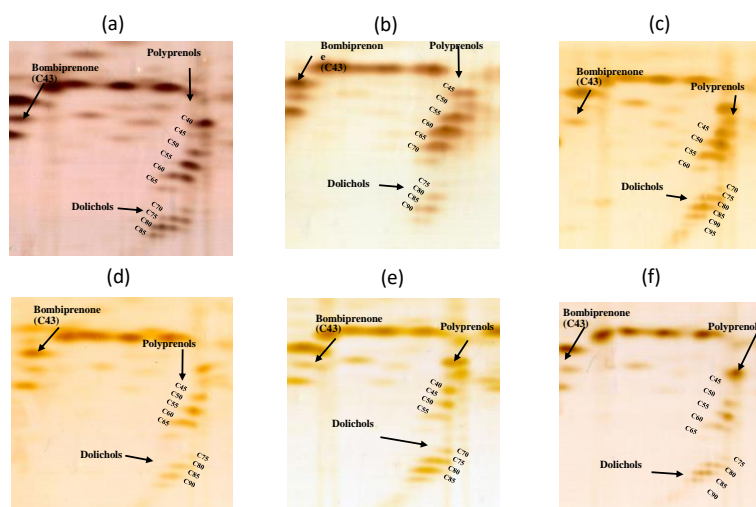 (a)
Polyprenols
Bombiprenone
(C43)
C40
C45
C50
C55
C60
C65
Dolichols
C70
C75
C80
C85
(b)
Bombiprenon
e
(C43)
Polyprenols
C45
C50
C55
C60
C65
C70
Dolichols
C75
C80
C85
C90
(c)
Bombiprenone
(C43)
Polyprenols
C45
C50
C55
C60
Dolichols
C70
C75
C80
C85
C90
C95
(d)
Bombiprenone
(C43)
Polyprenols
C45
C50
C55
C60
C65
Dolichols
C75
C80
C85
C90
(e)
Bombiprenone
(C43)
Polyprenols
C40
C45
C50
C55
Dolichols
C70
C75
C80
C85
(f)
Bombiprenone
(C43)
Polyprenol
C45
C50
C55
C60
C65
Dolichols
C75
C80
C85
C90